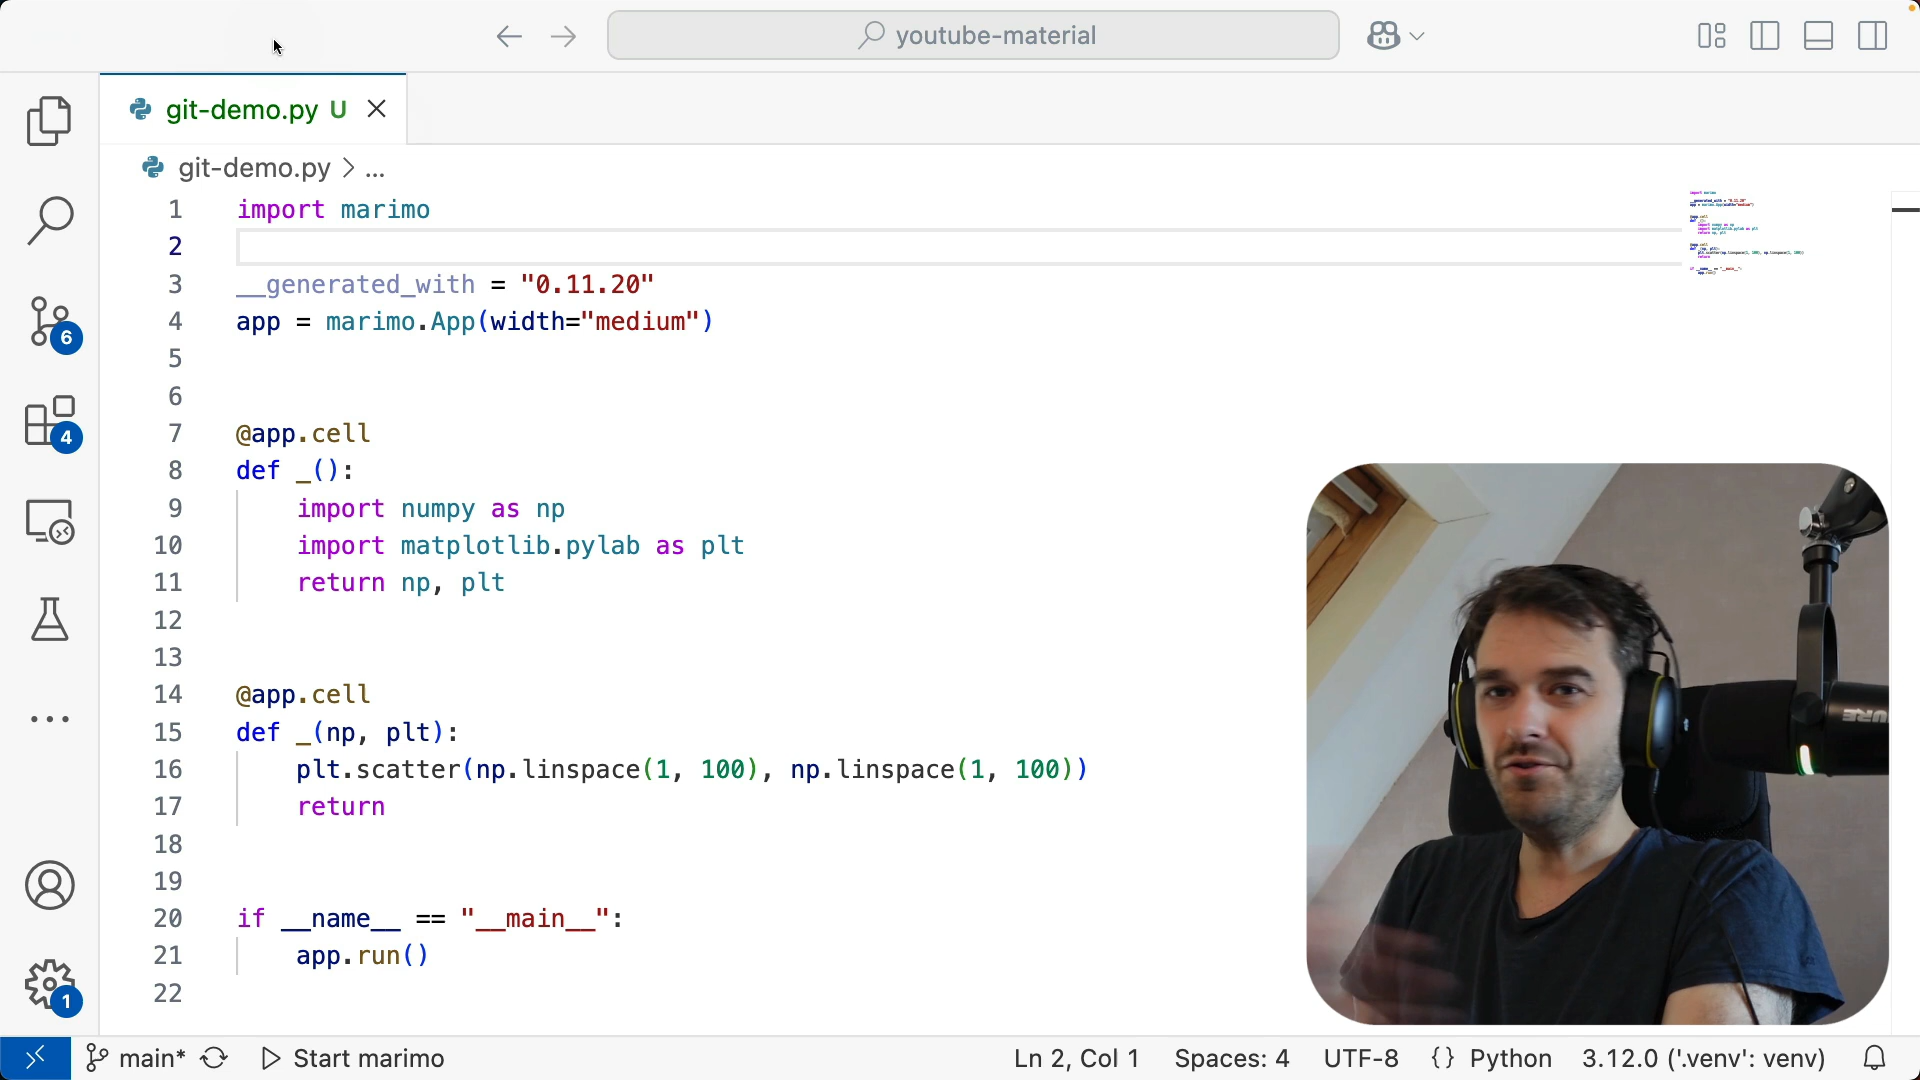 youtube-material
git-demo.py U
git-demo.py > ...
1 import marimo
2
3 __generated_with = "0.11.20"
4 app = marimo.App(width="medium")
5
6
7 @app.cell
8 def _():
9 import numpy as np
10 import matplotlib.pylab as plt
11 return np, plt
12
13
14 @app.cell
15 def _(np, plt):
16 plt.scatter(np.linspace(1, 100), np.linspace(1, 100))
17 return
18
19
20 if __name__ == "__main__":
21 app.run()
22
6
4
1
main* Start marimo Ln 2, Col 1 Spaces: 4 UTF-8 {} Python 3.12.0 ('.venv': venv)